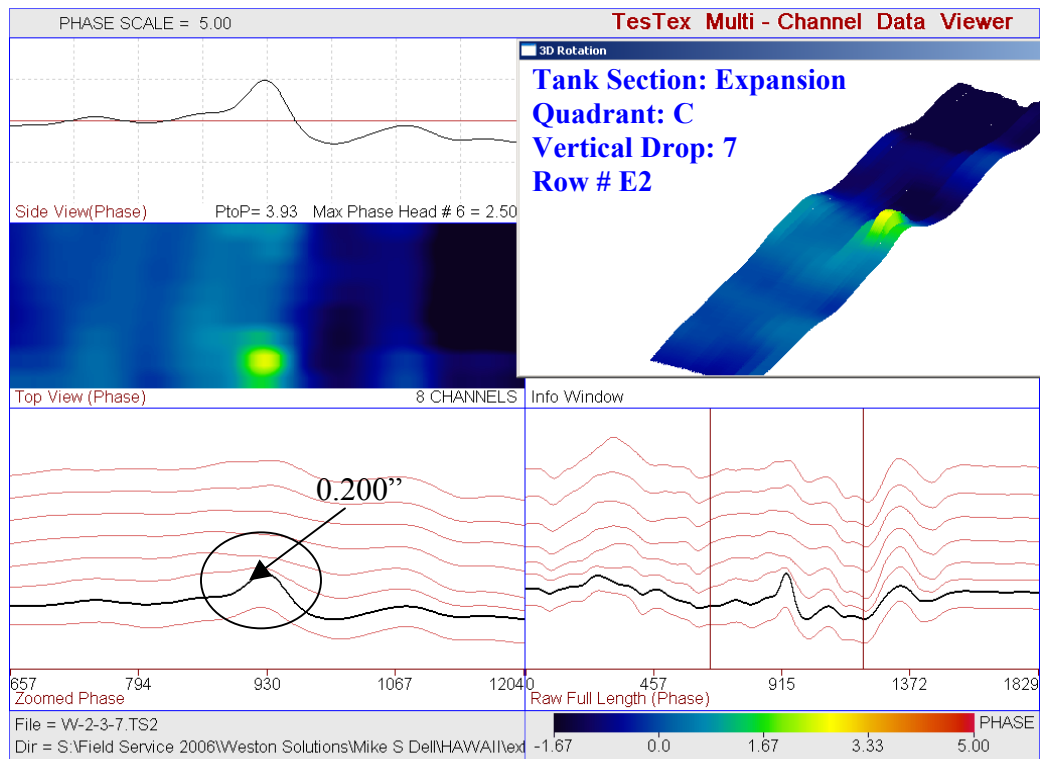 PHASE SCALE = 5.00
TesTex Multi - Channel Data Viewer
3D Rotation
Tank Section: Expansion
Quadrant: C
Vertical Drop: 7
Row # E2
Side View(Phase) PtoP= 3.93 Max Phase Head # 6 = 2.50
Top View (Phase) 8 CHANNELS
Info Window
0.200”
657 794 930 1067 1204
Zoomed Phase
0 457 915 1372 1829
Raw Full Length (Phase)
File = W-2-3-7.TS2
Dir = S:\Field Service 2006\Weston Solutions\Mike S Dell\HAWAII\ext
PHASE
-1.67 0.0 1.67 3.33 5.00